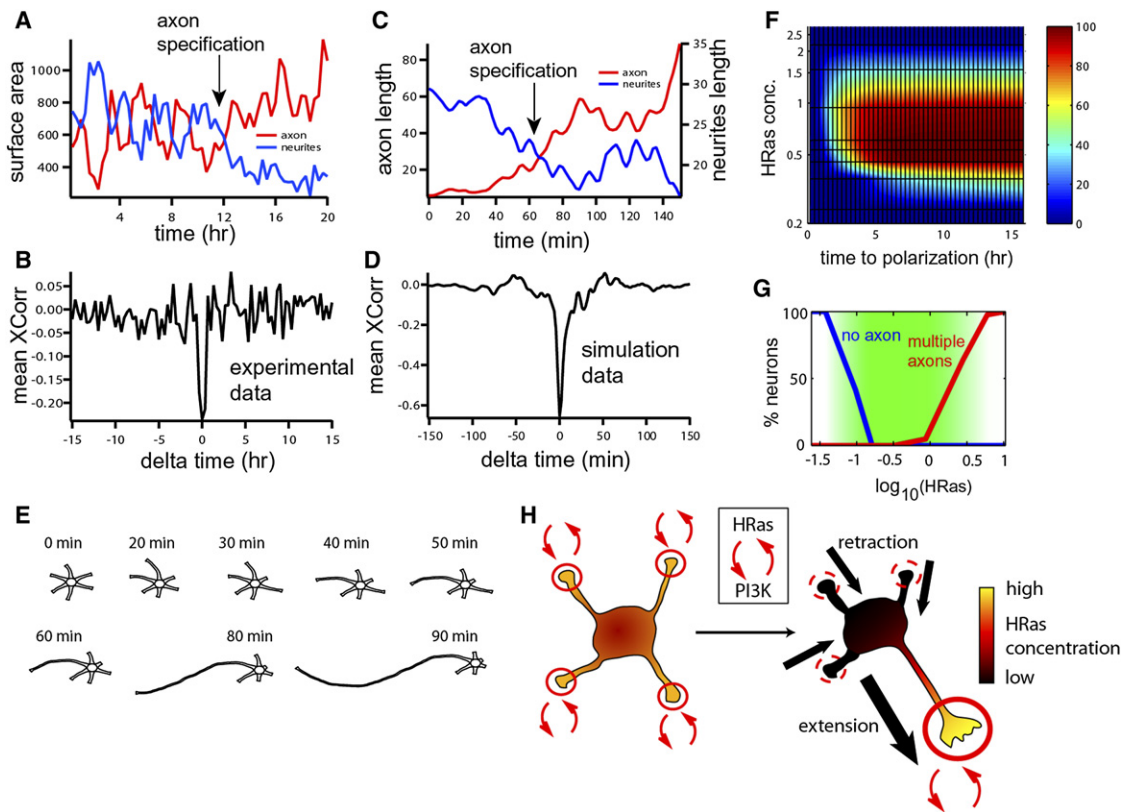 A
axon
specification
surface area
1000
800
600
400
axon
neurites
4
8
12
16
20
time (hr)
B
mean XCorr
0.05
0.00
-0.05
-0.10
-0.15
-0.20
experimental
data
-15
-10
-5
0
5
10
15
delta time (hr)
C
axon
specification
axon length
80
60
40
20
axon
neurites
35
30
25
20
neurites length
0
20
40
60
80
100
120
140
time (min)
D
mean XCorr
0.0
-0.2
-0.4
-0.6
simulation
data
-150
-100
-50
0
50
100
150
delta time (min)
E
0 min
20 min
30 min
40 min
50 min
60 min
80 min
90 min
F
HRas conc.
2.5
1.5
1
0.5
0.2
0
5
10
15
time to polarization (hr)
100
80
60
40
20
0
G
% neurons
100
50
0
no axon
multiple
axons
-1.5
-1
-0.5
0
0.5
1
log10(HRas)
H
HRas
PI3K
retraction
extension
high
HRas
concentration
low